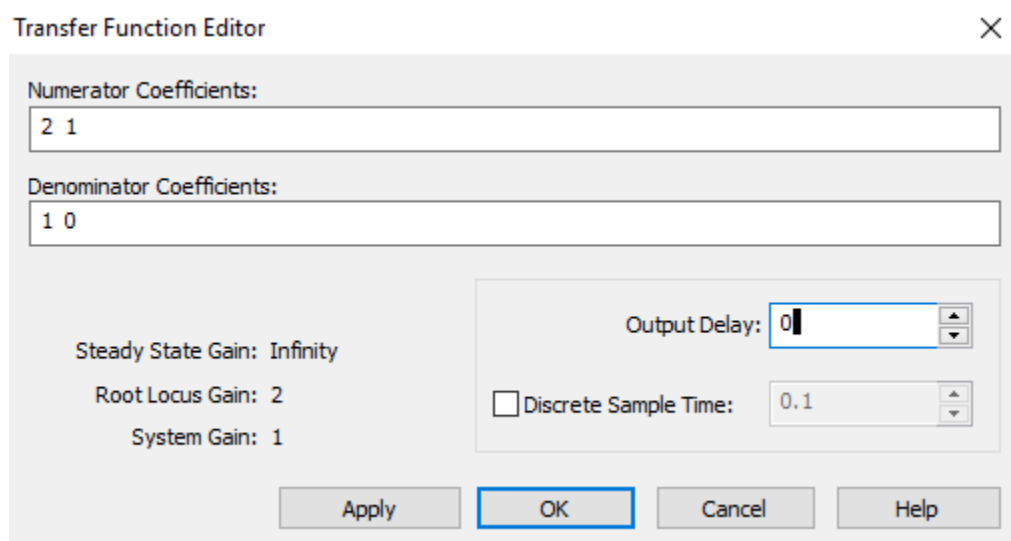 Transfer Function Editor
Numerator Coefficients:
2 1
Denominator Coefficients:
1 0
Steady State Gain: Infinity
Root Locus Gain: 2
System Gain: 1
Output Delay: 0
Discrete Sample Time: 0.1
Apply OK Cancel Help